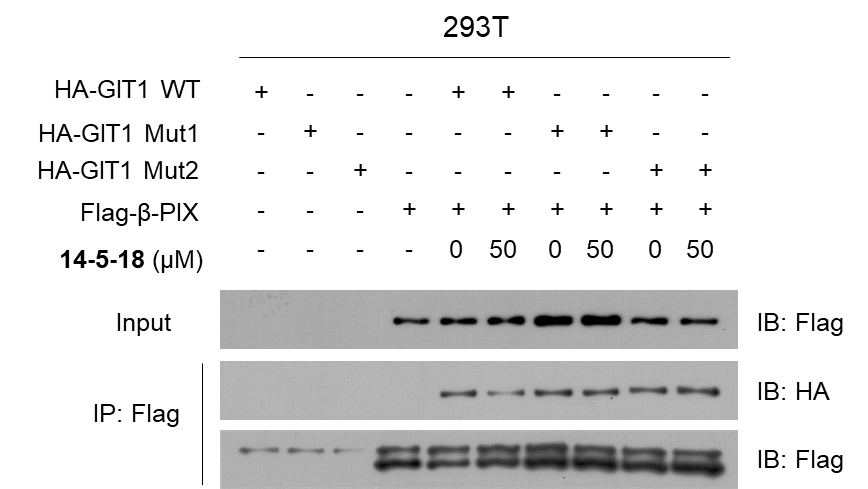 293T
HA-GIT1 WT + - - - + + - - - -
HA-GIT1 Mut1 - + - - - - + + - -
HA-GIT1 Mut2 - - + - - - - - + +
Flag-β-PIX - - - + + + + + + +
14-5-18 (µM) - - - - 0 50 0 50 0 50
Input IB: Flag
IP: Flag IB: HA
IB: Flag